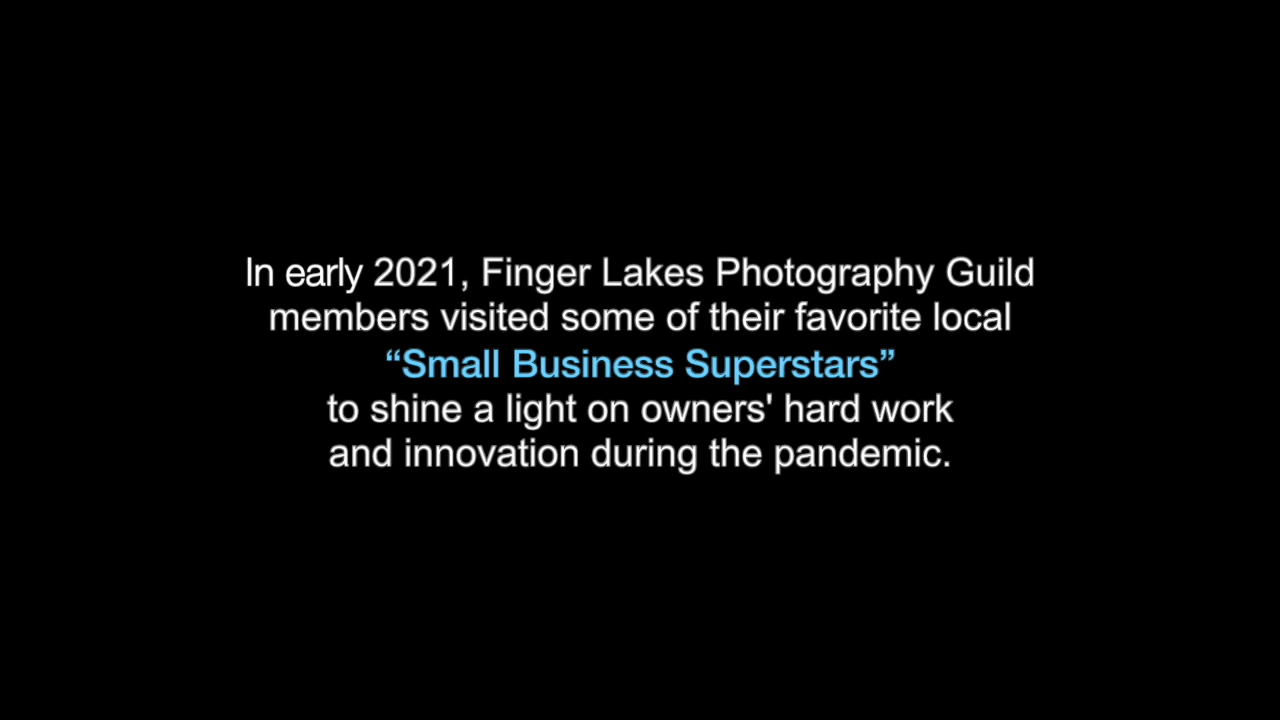 In early 2021, Finger Lakes Photography Guild
members visited some of their favorite local
“Small Business Superstars”
to shine a light on owners' hard work
and innovation during the pandemic.